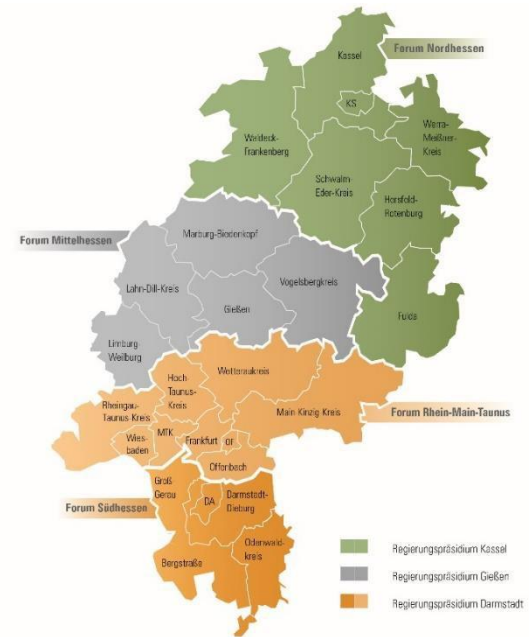 Kassel
Forum Nordhessen
KS
Waldeck-
Frankenberg
Werra-
Meißner-
Kreis
Schwalm-
Eder-Kreis
Hersfeld-
Rotenburg
Marburg-Biedenkopf
Forum Mittelhessen
Lahn-Dill-Kreis
Gießen
Vogelsbergkreis
Fulda
Limburg-
Weilburg
Hoch-
Taunus-
Kreis
Wetteraukreis
Rheingau-
Taunus-Kreis
Main Kinzig Kreis
Forum Rhein-Main-Taunus
Wies-
baden
MTK
Frankfurt
OF
Offenbach
Groß
Gerau
DA
Darmstadt-
Dieburg
Forum Südhessen
Odenwald-
kreis
Bergstraße
Regierungspräsidium Kassel
Regierungspräsidium Gießen
Regierungspräsidium Darmstadt